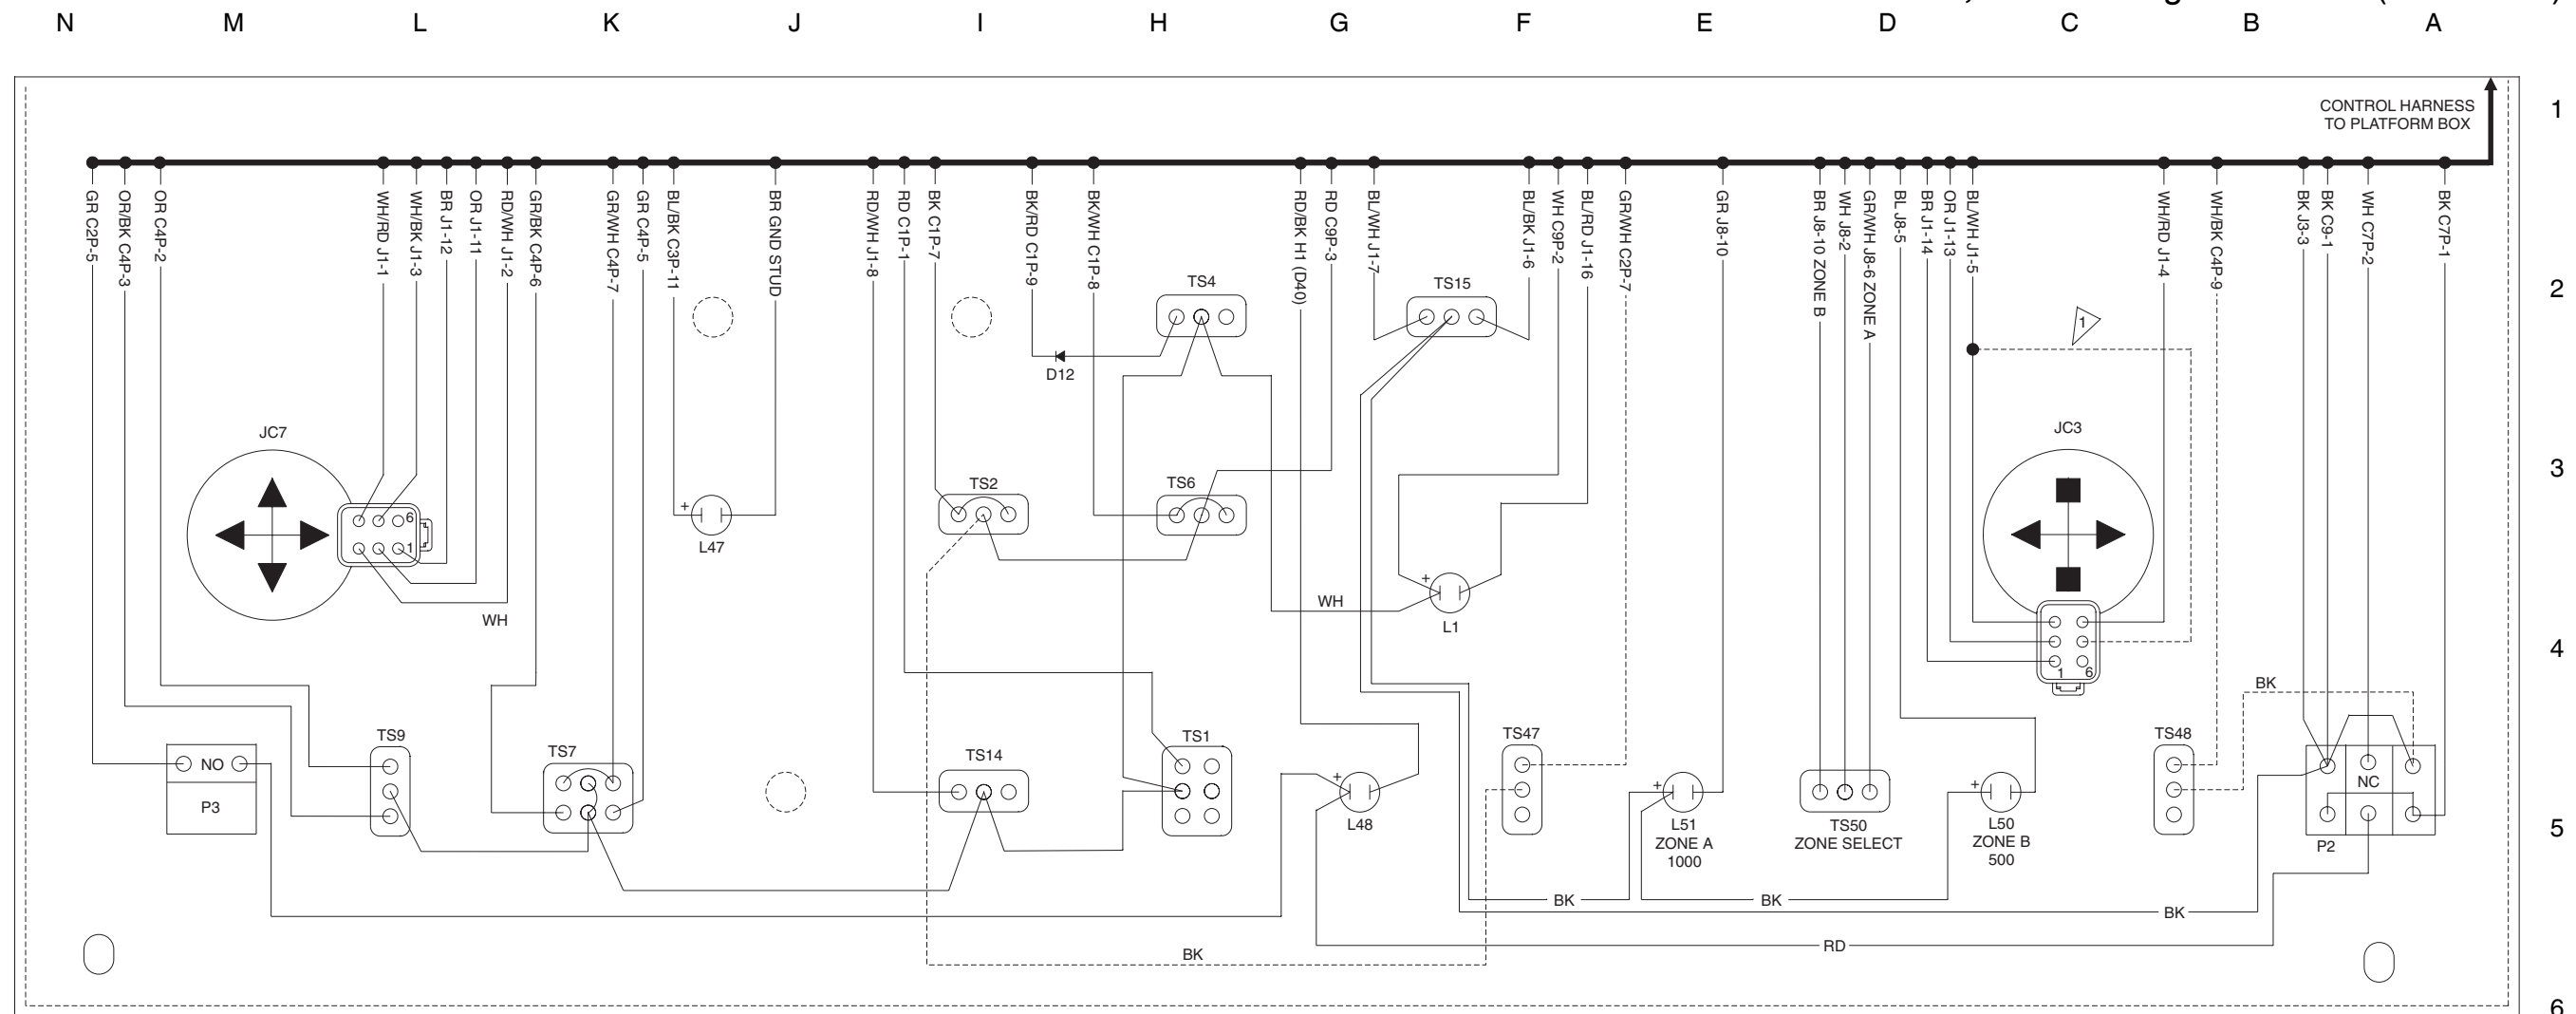 N M L K J I H G F E D C B A
CONTROL HARNESS
TO PLATFORM BOX
1
GR C2P-5
OR/BK C4P-3
OR C4P-2
WH/RD J1-1
WH/BK J1-3
BR J1-12
OR J1-11
RD/WH J1-2
GR/BK C4P-6
GR/WH C4P-7
GR C4P-5
BL/BK C3P-11
BR GND STUD
RD/WH J1-8
RD C1P-1
BK C1P-7
BK/RD C1P-9
BK/WH C1P-8
RD/BK H1 (D40)
RD C9P-3
BL/WH J1-7
BL/BK J1-6
WH C9P-2
BL/RD J1-16
GR/WH C2P-7
GR J8-10
BR J8-10 ZONE B
WH J8-2
GR/WH J8-6 ZONE A
BL J8-5
BR J1-14
OR J1-13
BL/WH J1-5
WH/RD J1-4
WH/BK C4P-9
BK J3-3
BK C9-1
WH C7P-2
BK C7P-1
TS4
TS15
2
1
D12
JC7
JC3
3
TS2
TS6
+
6
1
L47
+
WH
WH
L1
4
1 6
BK
TS9
TS7
TS14
TS1
TS47
TS48
NO
P3
+
L48
+
L51
ZONE A
1000
TS50
ZONE SELECT
+
L50
ZONE B
500
NC
P2
5
BK
BK
BK
RD
BK
6